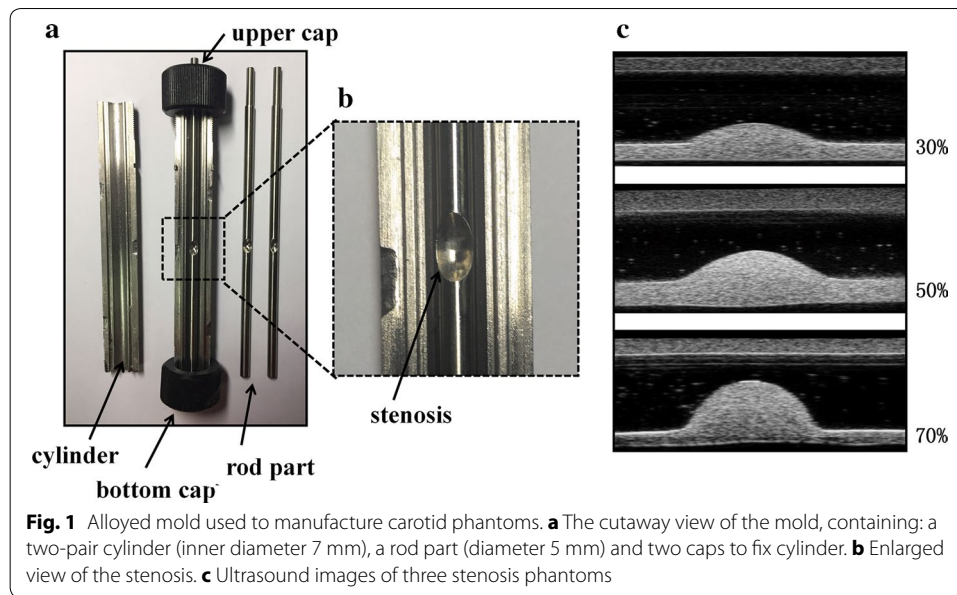 a
upper cap
b
stenosis
cylinder
bottom cap
rod part
c
30%
50%
70%
Fig. 1 Alloyed mold used to manufacture carotid phantoms. a The cutaway view of the mold, containing: a
two-pair cylinder (inner diameter 7 mm), a rod part (diameter 5 mm) and two caps to fix cylinder. b Enlarged
view of the stenosis. c Ultrasound images of three stenosis phantoms